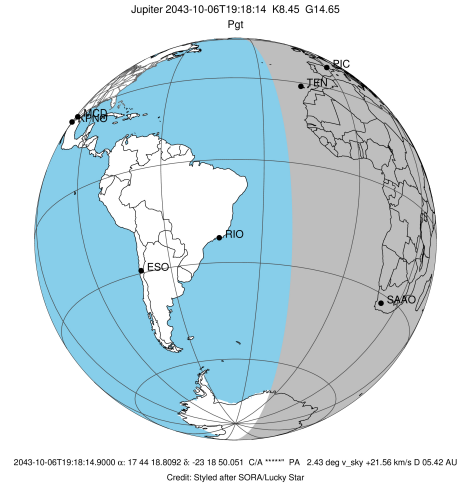 Jupiter 2043-10-06T19:18:14  K8.45  G14.65
Pgt
PIC
TEN
MCD
KPNO
RIO
ESO
SAAO
2043-10-06T19:18:14.9000 α: 17 44 18.8092 δ: -23 18 50.051  C/A *****"  PA   2.43 deg v_sky +21.56 km/s D 05.42 AU
Credit: Styled after SORA/Lucky Star